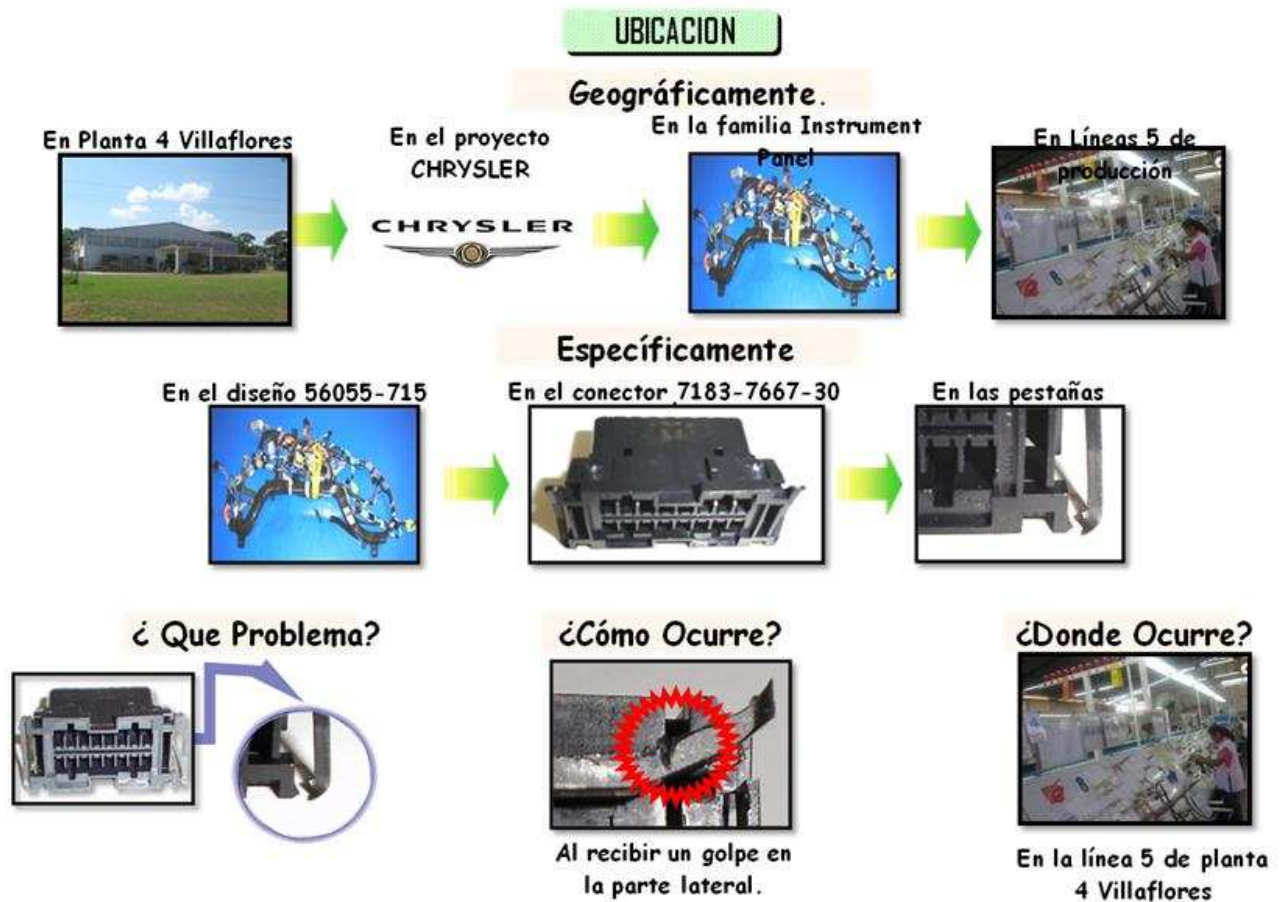 UBICACION
Geográficamente.
En Planta 4 Villaflores
En el proyecto
CHRYSLER
CHRYSLER
En la familia Instrument
Panel
En Líneas 5 de
producción
Específicamente
En el diseño 56055-715
En el conector 7183-7667-30
En las pestañas
¿ Que Problema?
¿Cómo Ocurre?
Al recibir un golpe en
la parte lateral.
¿Donde Ocurre?
En la línea 5 de planta
4 Villaflores